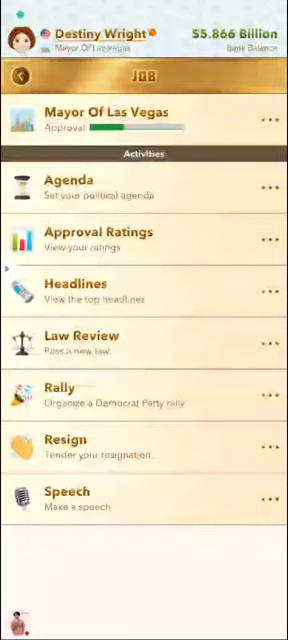 Destiny Wright
$5.866 Billion
Mayor Of Las Vegas
Bank Balance
JOB
Mayor Of Las Vegas
Approval
Activities
Agenda
Set your political agenda
Approval Ratings
View your ratings
Headlines
View the top headlines
Law Review
Pass a new law
Rally
Organize a Democrat Party rally
Resign
Tender your resignation
Speech
Make a speech